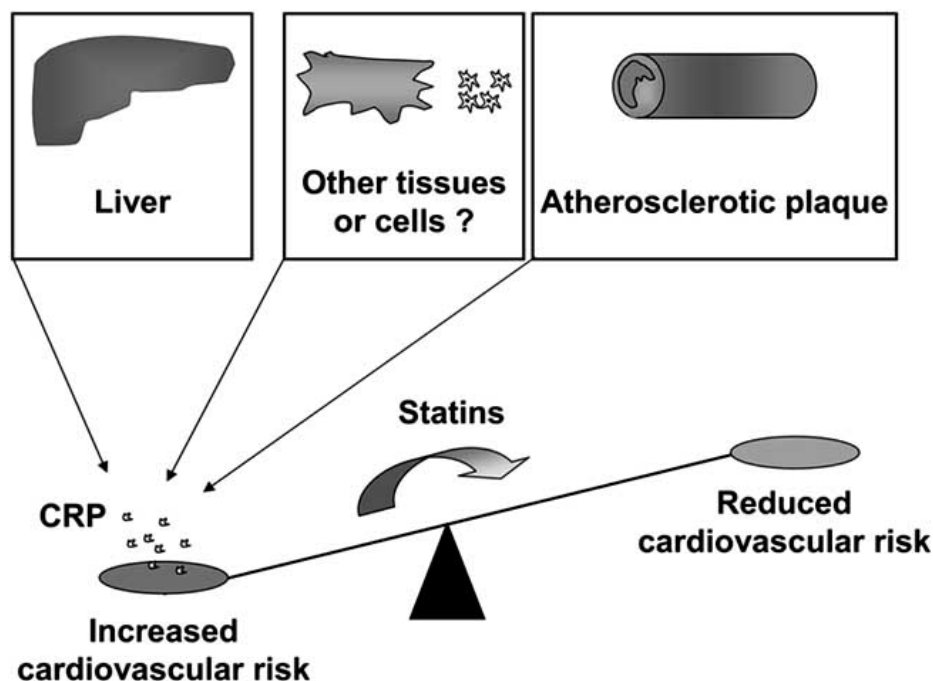 Liver
Other tissues
or cells ?
Atherosclerotic plaque
Statins
CRP
Reduced
cardiovascular risk
Increased
cardiovascular risk